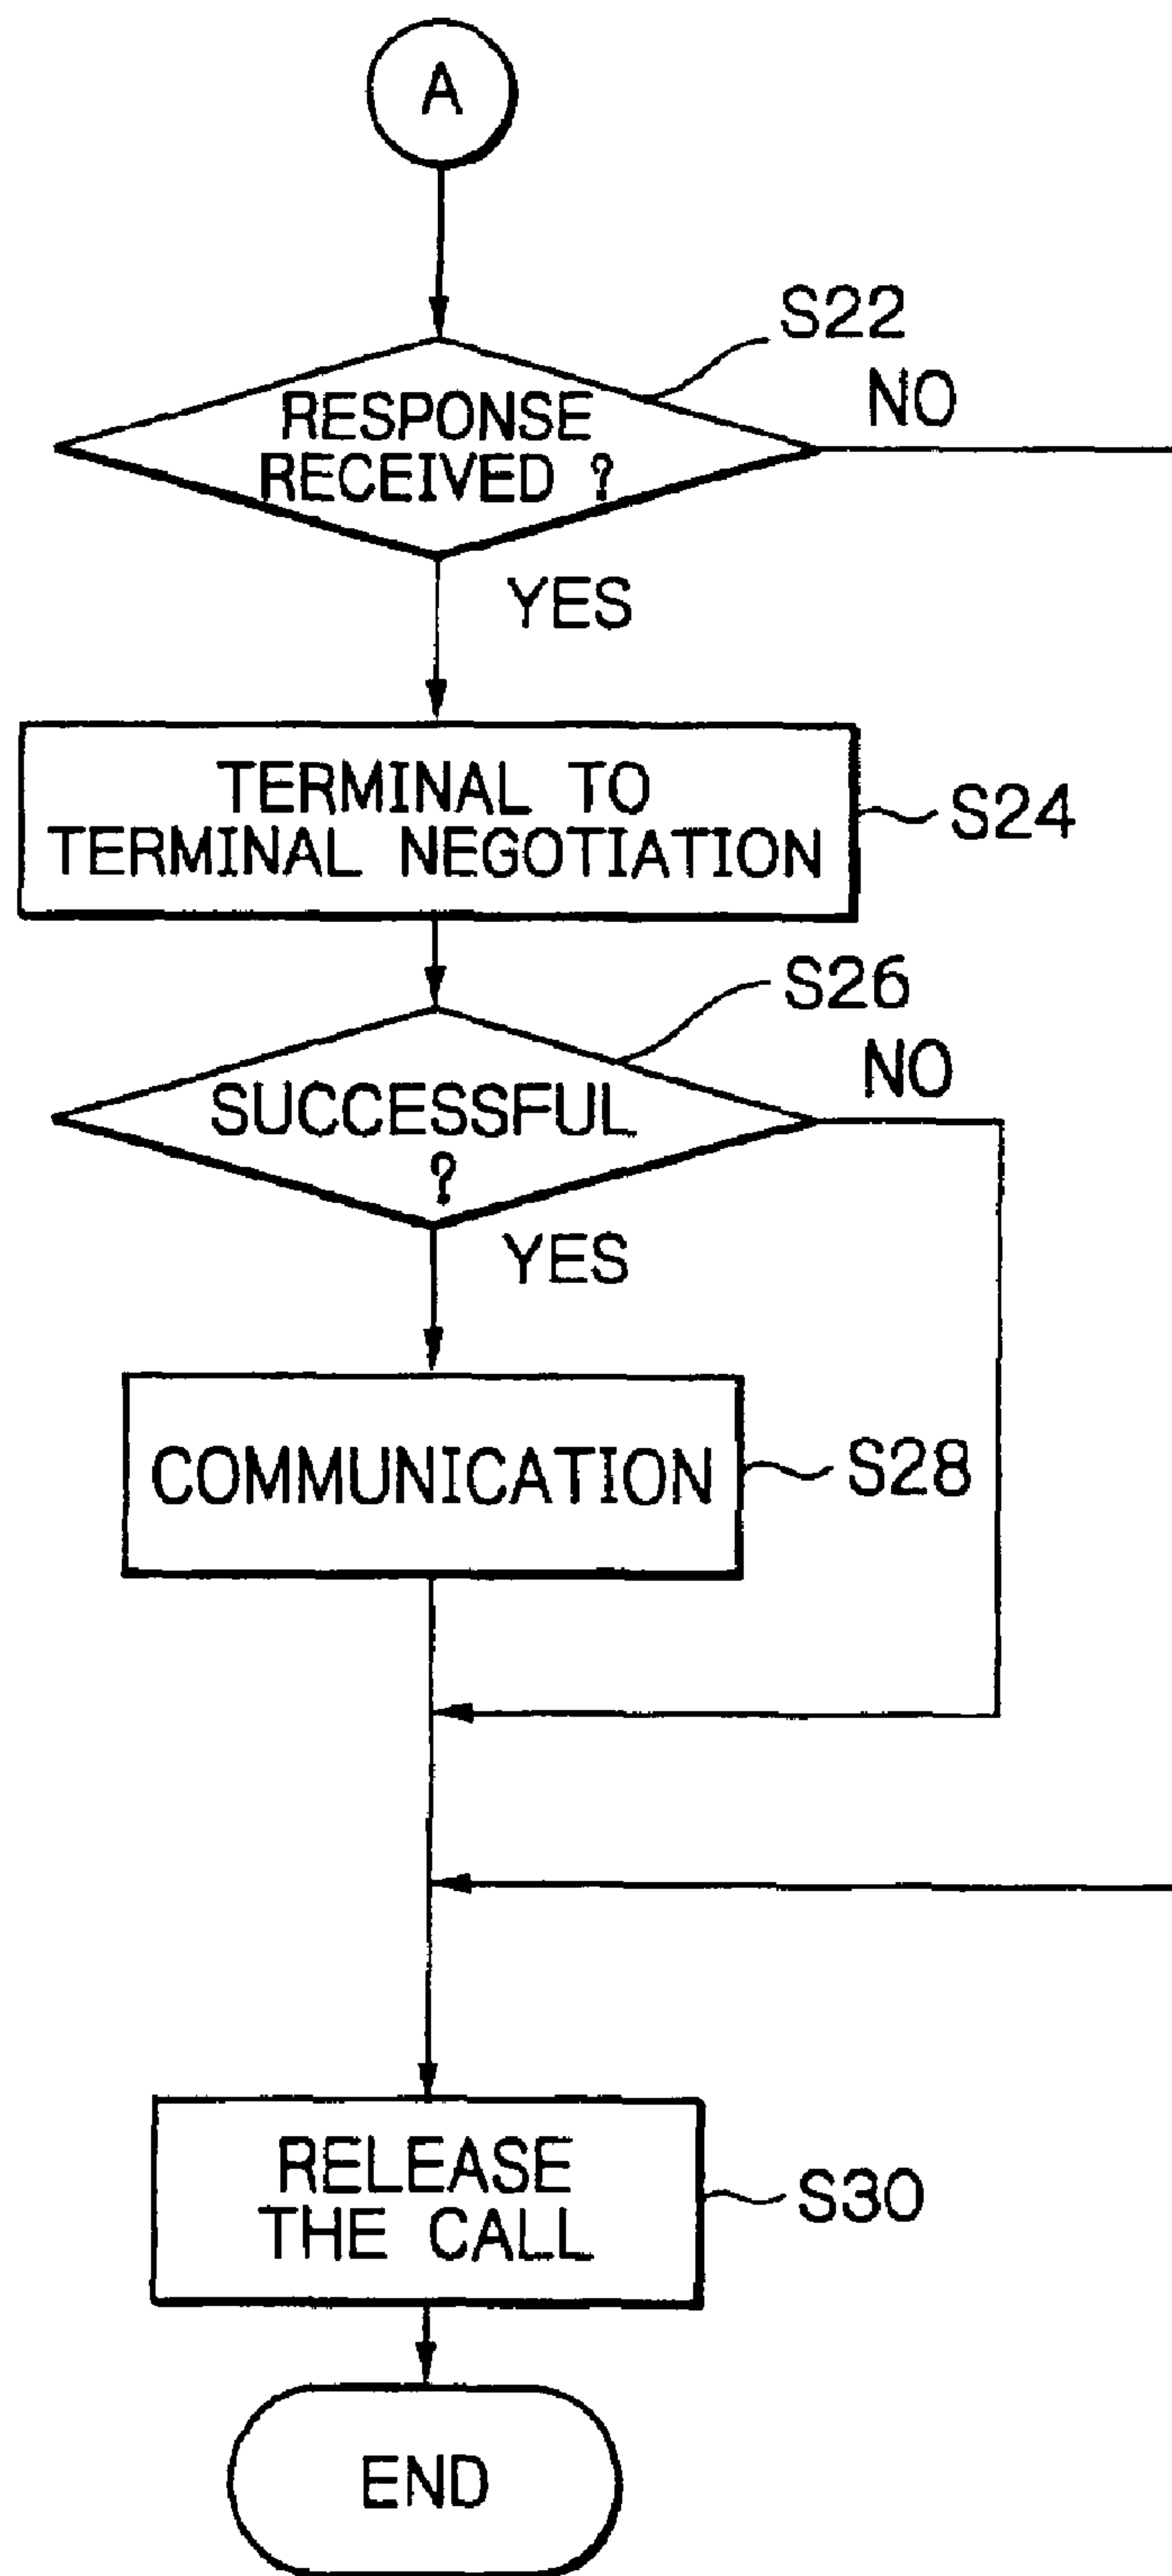 A
S22
NO
RESPONSE
RECEIVED ?
YES
TERMINAL TO
TERMINAL NEGOTIATION
S24
S26
NO
SUCCESSFUL
?
YES
COMMUNICATION
S28
RELEASE
THE CALL
S30
END